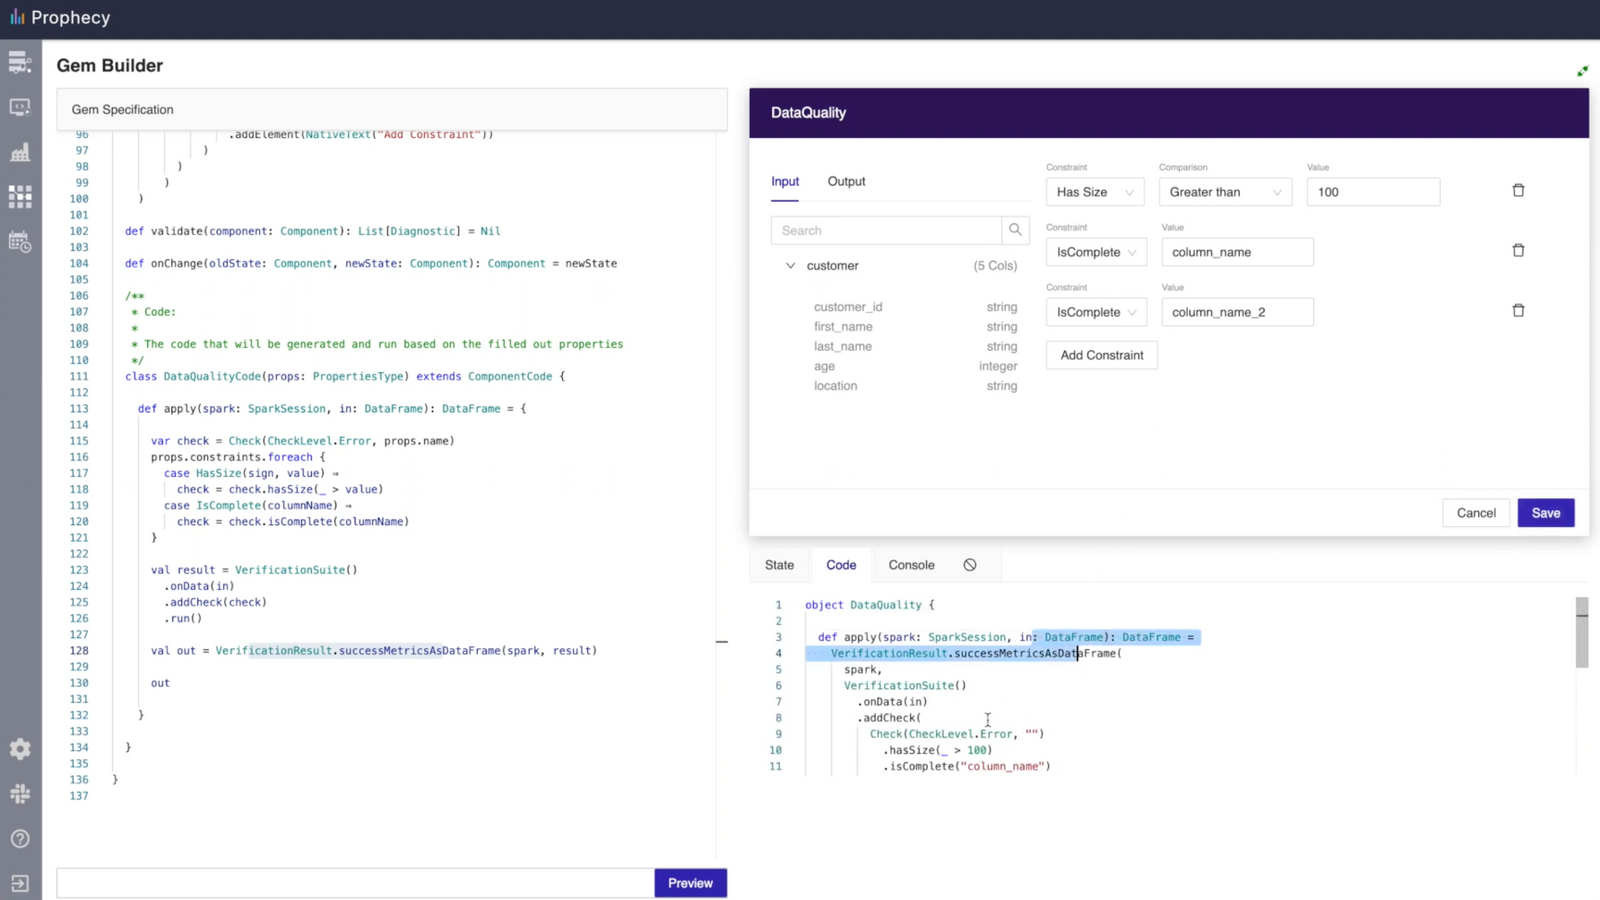 Prophecy
Gem Builder
Gem Specification
96 .addElement(NativeText("Add Constraint"))
97 )
98 )
99 )
100 )
101
102 def validate(component: Component): List[Diagnostic] = Nil
103
104 def onChange(oldState: Component, newState: Component): Component = newState
105
106 /**
107 * Code:
108 *
109 * The code that will be generated and run based on the filled out properties
110 */
111 class DataQualityCode(props: PropertiesType) extends ComponentCode {
112
113 def apply(spark: SparkSession, in: DataFrame): DataFrame = {
114
115 var check = Check(CheckLevel.Error, props.name)
116 props.constraints.foreach {
117 case HasSize(sign, value) ⇒
118 check = check.hasSize(_ > value)
119 case IsComplete(columnName) ⇒
120 check = check.isComplete(columnName)
121 }
122
123 val result = VerificationSuite()
124 .onData(in)
125 .addCheck(check)
126 .run()
127
128 val out = VerificationResult.successMetricsAsDataFrame(spark, result)
129
130 out
131
132 }
133
134 }
135
136 }
137
Preview
DataQuality
Input Output
Search
customer (5 Cols)
customer_id string
first_name string
last_name string
age integer
location string
Constraint Comparison Value
Has Size Greater than 100
Constraint Value
IsComplete column_name
Constraint Value
IsComplete column_name_2
Add Constraint
Cancel Save
State Code Console
1 object DataQuality {
2
3 def apply(spark: SparkSession, in: DataFrame): DataFrame =
4 VerificationResult.successMetricsAsDataFrame(
5 spark,
6 VerificationSuite()
7 .onData(in)
8 .addCheck(
9 Check(CheckLevel.Error, "")
10 .hasSize(_ > 100)
11 .isComplete("column_name")